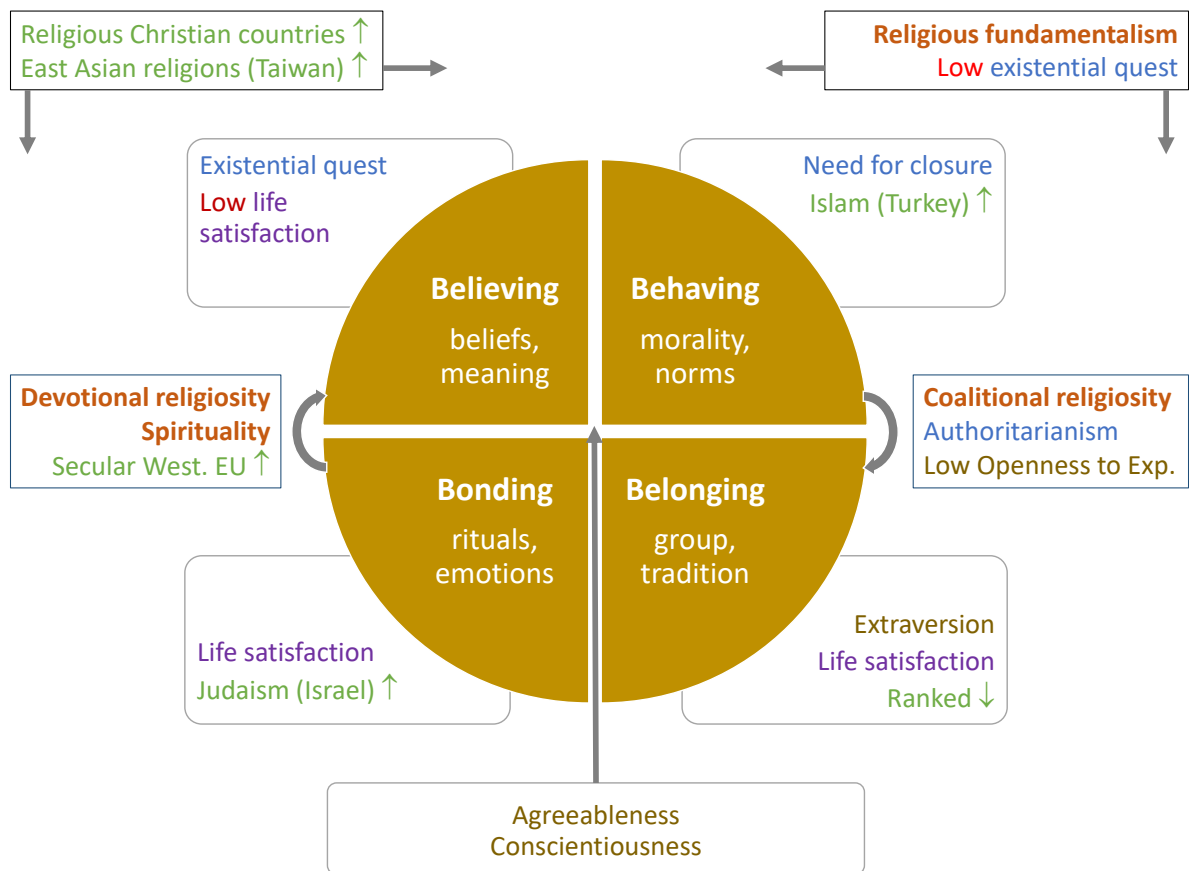 Religious Christian countries ↑
East Asian religions (Taiwan) ↑
Religious fundamentalism
Low existential quest
Existential quest
Low life
satisfaction
Need for closure
Islam (Turkey) ↑
Believing
beliefs,
meaning
Behaving
morality,
norms
Devotional religiosity
Spirituality
Secular West. EU ↑
Coalitional religiosity
Authoritarianism
Low Openness to Exp.
Bonding
rituals,
emotions
Belonging
group,
tradition
Life satisfaction
Judaism (Israel) ↑
Extraversion
Life satisfaction
Ranked ↓
Agreeableness
Conscientiousness